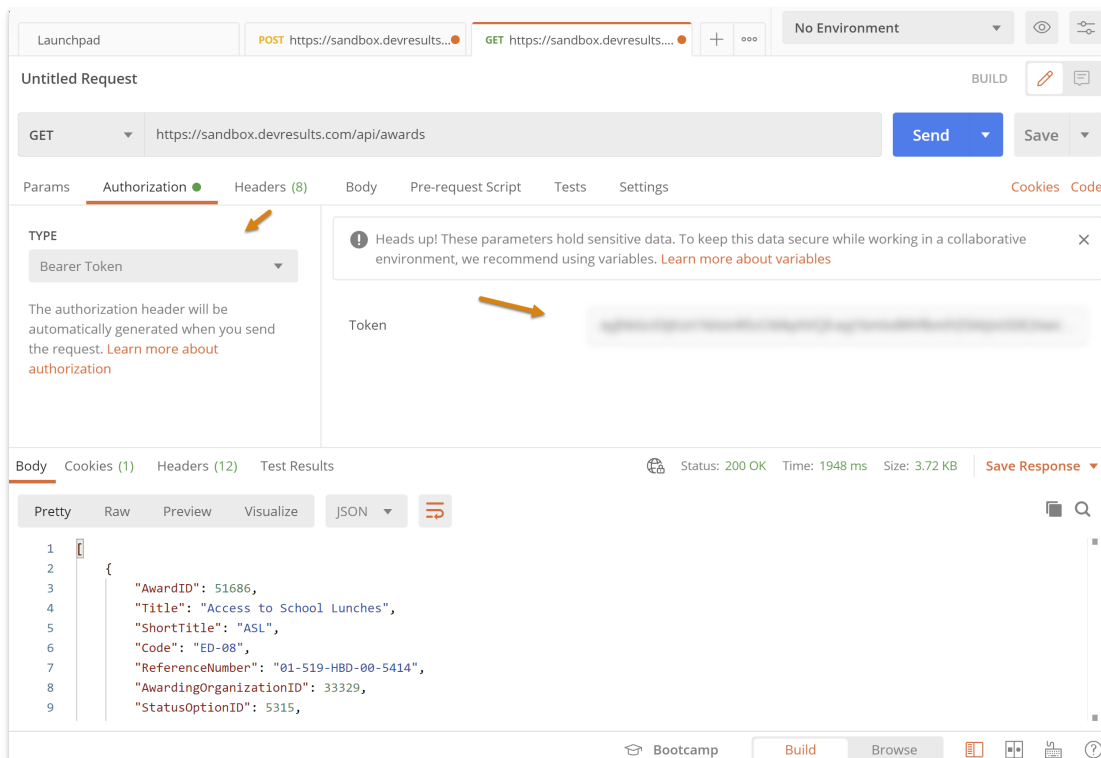 Launchpad
POST https://sandbox.devresults...
GET https://sandbox.devresults....
No Environment
Untitled Request
BUILD
GET
https://sandbox.devresults.com/api/awards
Send
Save
Params
Authorization
Headers (8)
Body
Pre-request Script
Tests
Settings
Cookies
Code
TYPE
Bearer Token
The authorization header will be
automatically generated when you send
the request. Learn more about
authorization
Heads up! These parameters hold sensitive data. To keep this data secure while working in a collaborative
environment, we recommend using variables. Learn more about variables
Token
Body
Cookies (1)
Headers (12)
Test Results
Status: 200 OK
Time: 1948 ms
Size: 3.72 KB
Save Response
Pretty
Raw
Preview
Visualize
JSON
1 [
2 {
3 "AwardID": 51686,
4 "Title": "Access to School Lunches",
5 "ShortTitle": "ASL",
6 "Code": "ED-08",
7 "ReferenceNumber": "01-519-HBD-00-5414",
8 "AwardingOrganizationID": 33329,
9 "StatusOptionID": 5315,
Bootcamp
Build
Browse